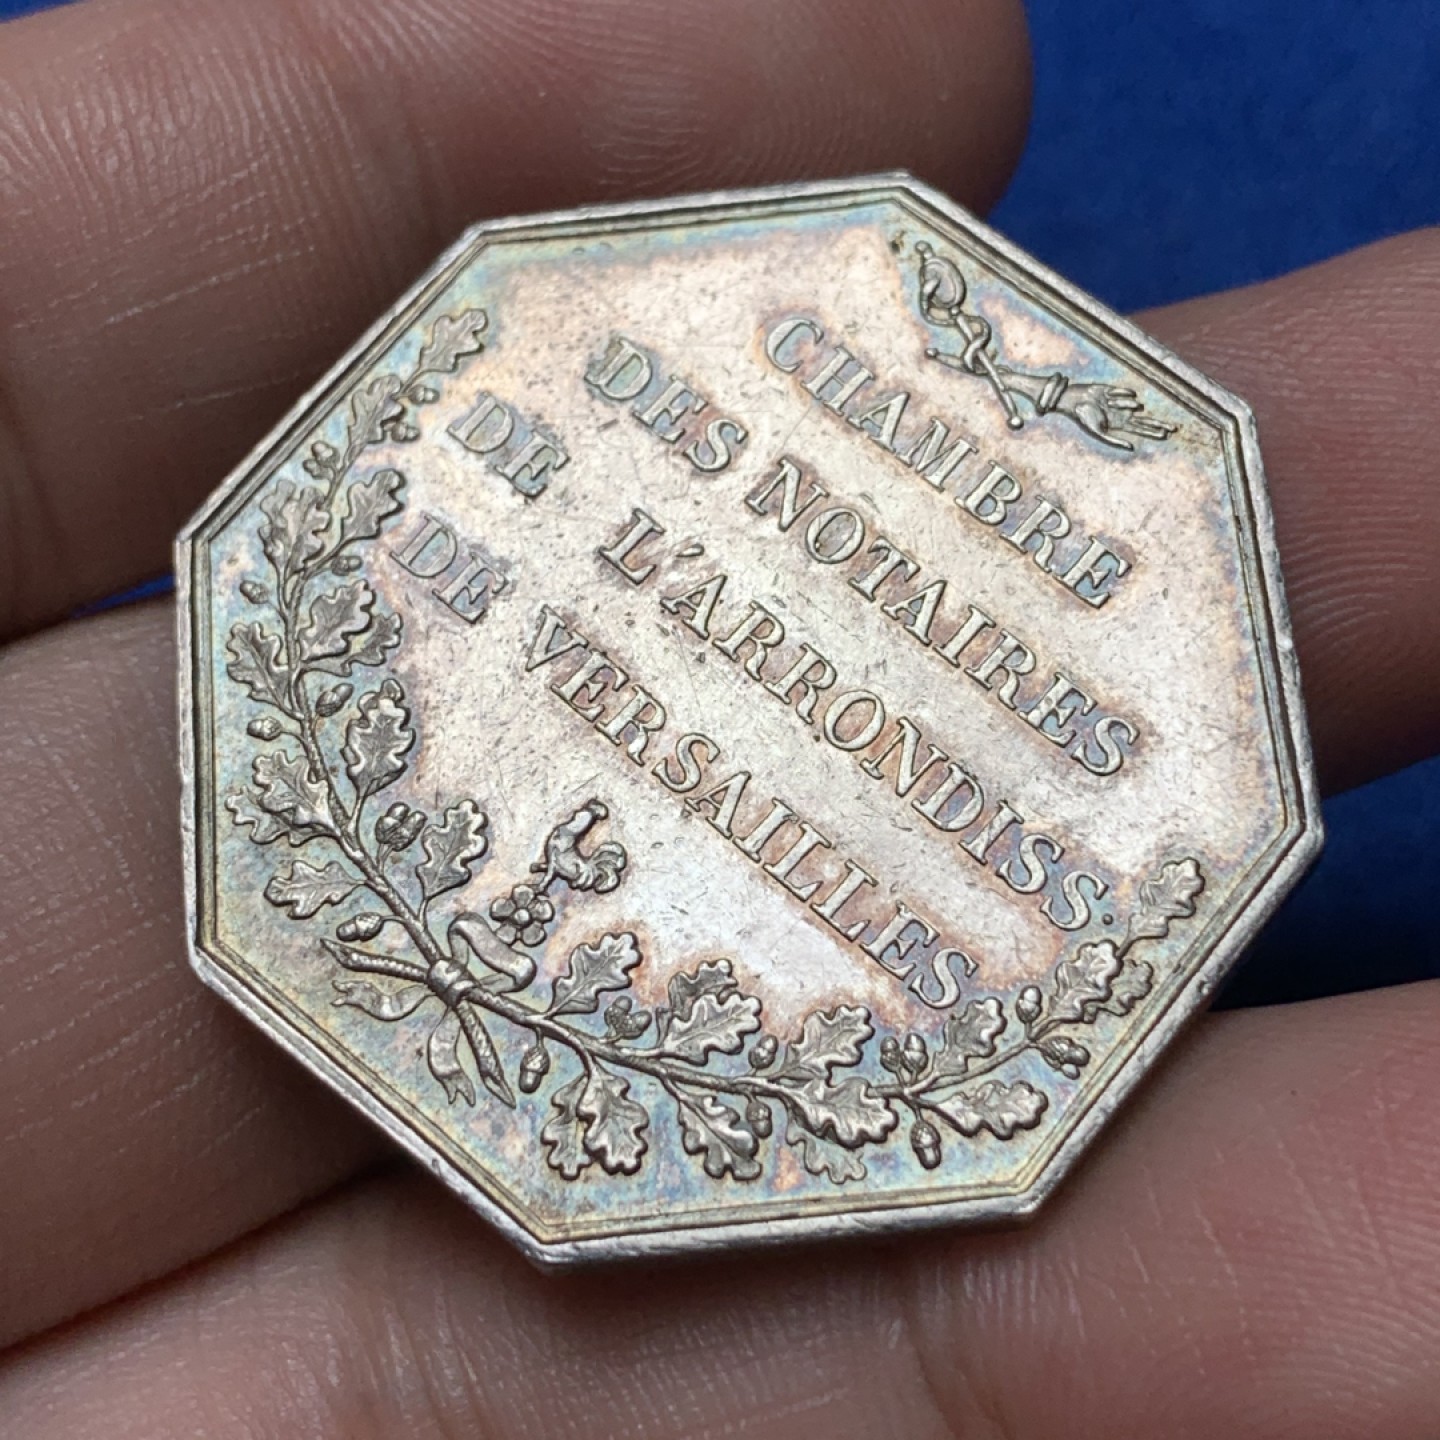 CHAMBRE
DES NOTAIRES
DE L'ARRONDISS.
DE VERSAILLES